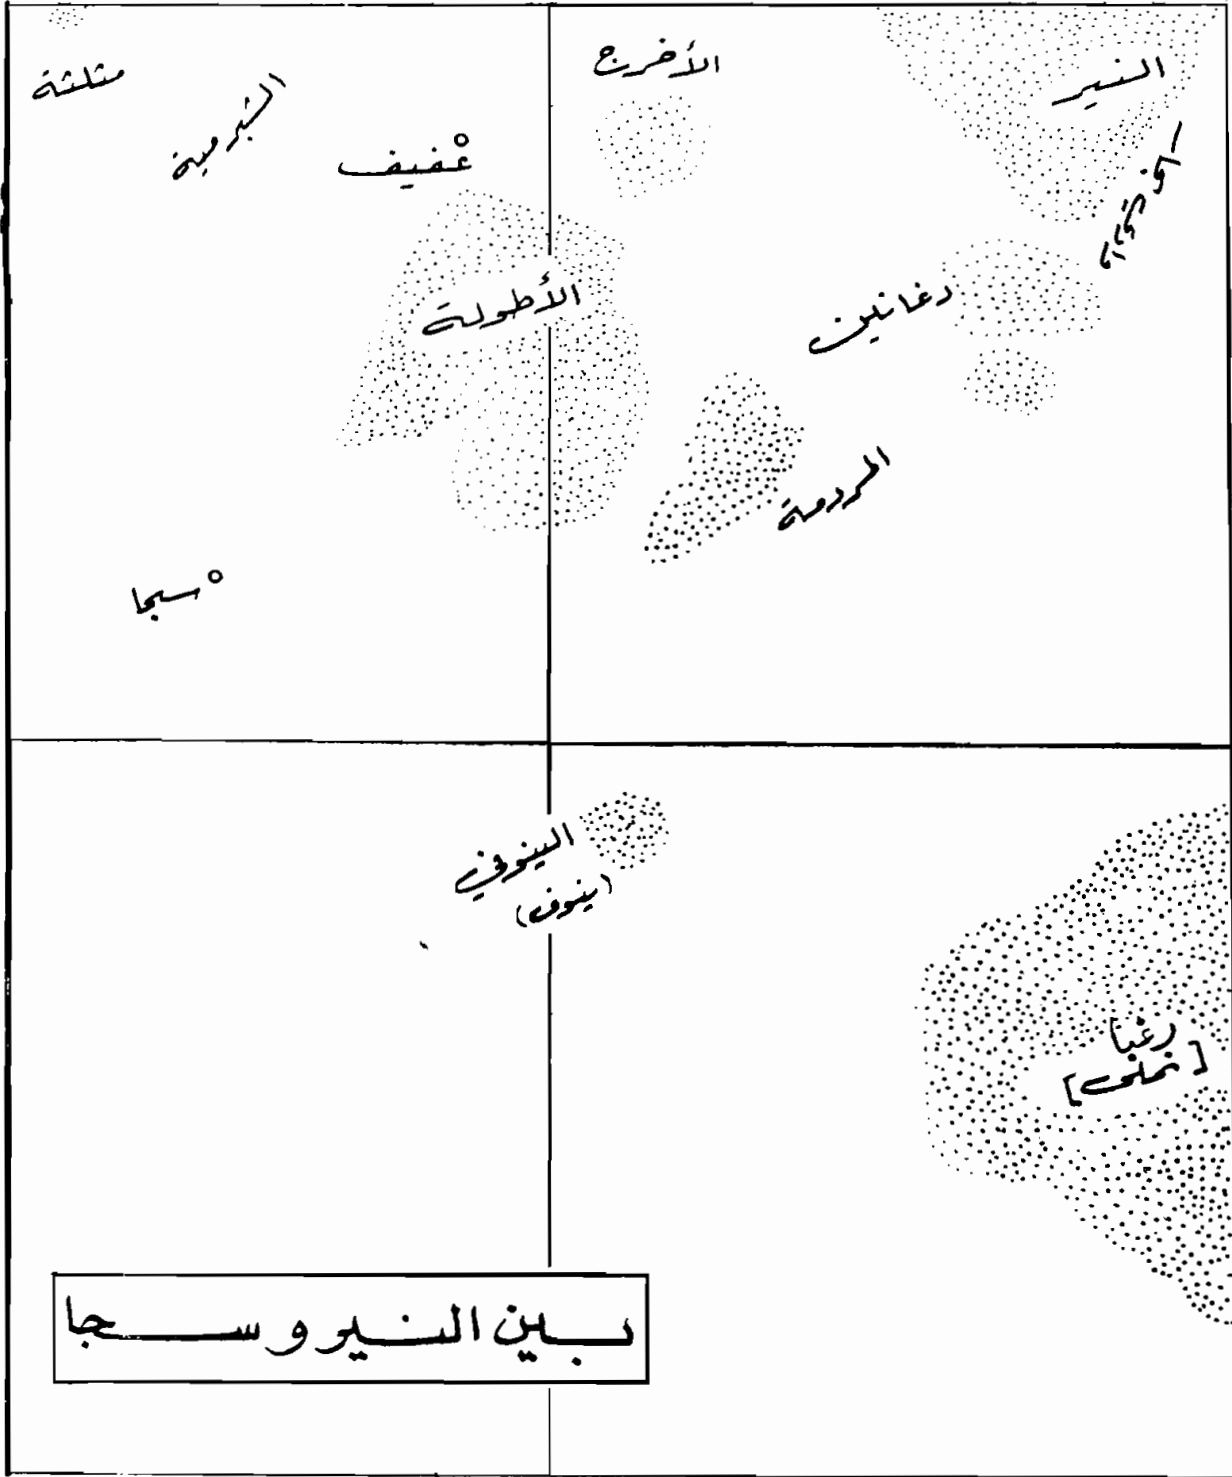 النير
الأخرج
الشبرمية
مثلثة
عفيف
دغانين
الأطولة
المردمة
سجا
الينوفي
(ينوف)
رغبا
[نملى]
بين النير وسجا